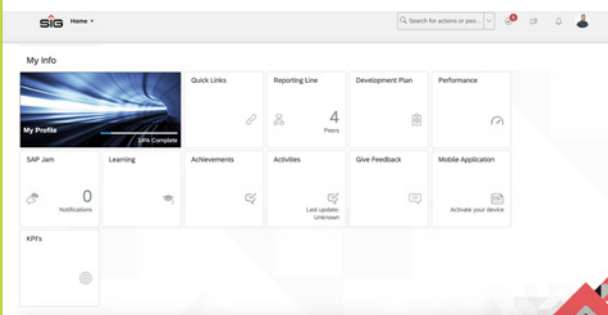 SIG Home
Search for actions or peo...
My Info
My Profile
54% Complete
Quick Links
Reporting Line
4
Peers
Development Plan
Performance
SAP Jam
0
Notifications
Learning
Achievements
Activities
Last update:
Unknown
Give Feedback
Mobile Application
Activate your device
KPI's